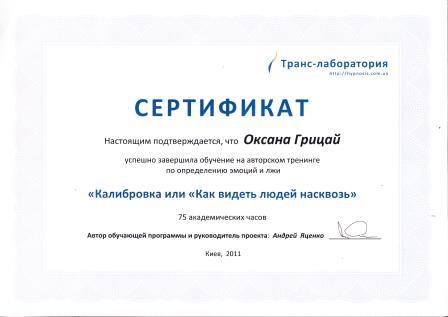 Транс-лаборатория
http://hypnosis.com.ua
СЕРТИФИКАТ
Настоящим подтверждается, что Оксана Грицай
успешно завершила обучение на авторском тренинге
по определению эмоций и лжи
«Калибровка или «Как видеть людей насквозь»
75 академических часов
Автор обучающей программы и руководитель проекта: Андрей Яценко
Киев, 2011